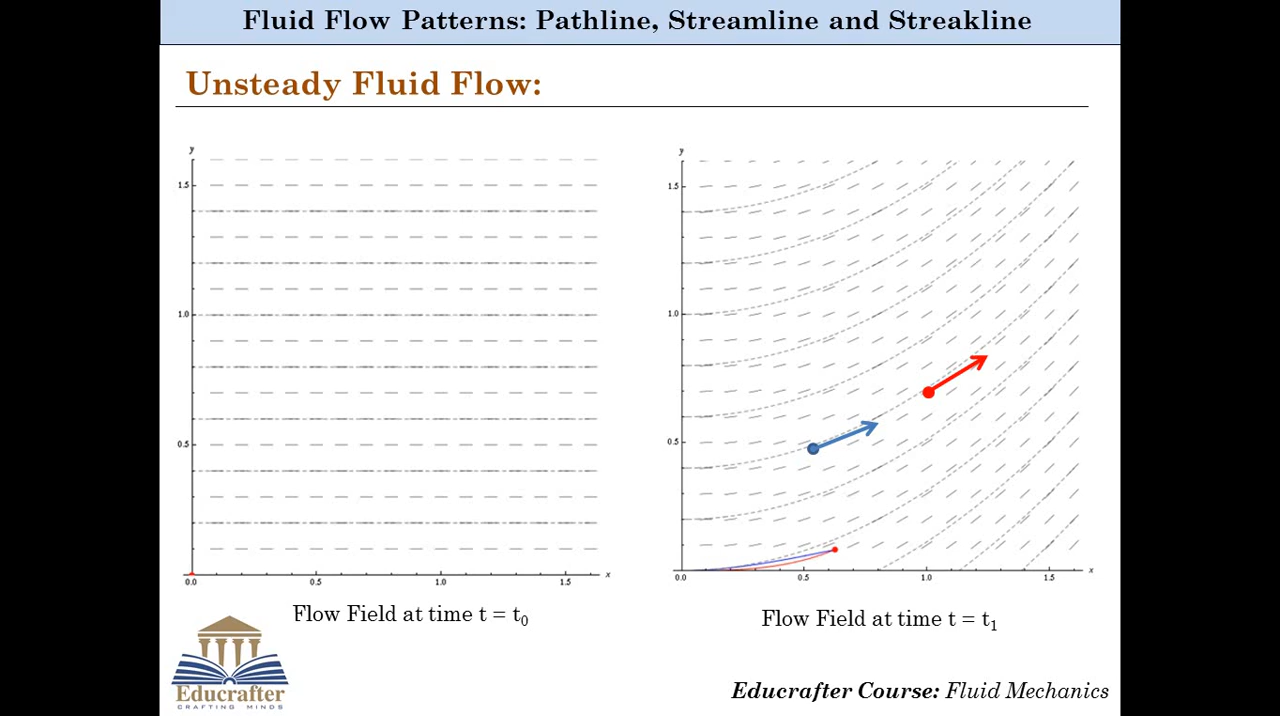 Fluid Flow Patterns: Pathline, Streamline and Streakline
Unsteady Fluid Flow:
y
1.5
1.0
0.5
0.0 0.5 1.0 1.5 x
Flow Field at time t = t₀
y
1.5
1.0
0.5
0.0 0.5 1.0 1.5 x
Flow Field at time t = t₁
Educrafter
CRAFTING MINDS
Educrafter Course: Fluid Mechanics